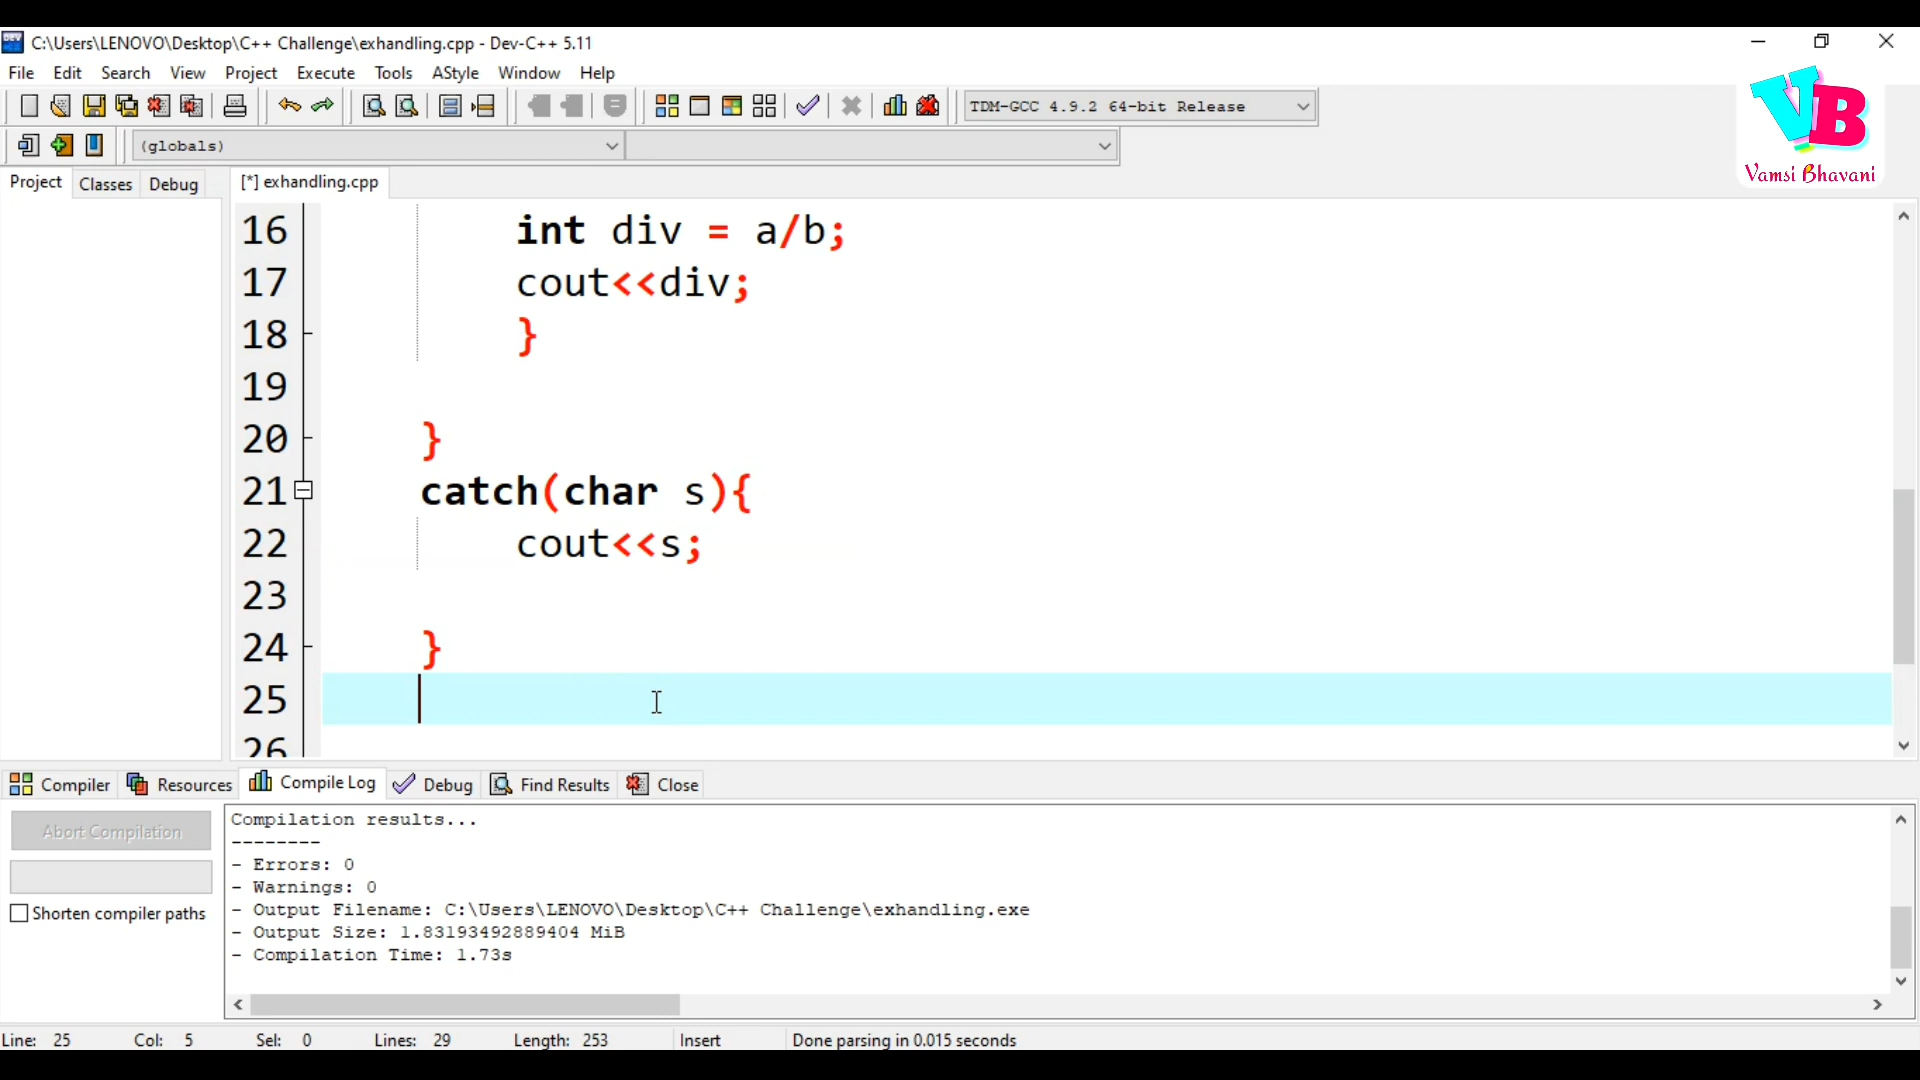 C:\Users\LENOVO\Desktop\C++ Challenge\exhandling.cpp - Dev-C++ 5.11
File Edit Search View Project Execute Tools AStyle Window Help
TDM-GCC 4.9.2 64-bit Release
VB
Vamsi Bhavani
(globals)
Project Classes Debug [*] exhandling.cpp
16 int div = a/b;
17 cout<<div;
18 }
19
20 }
21 catch(char s){
22 cout<<s;
23
24 }
25
26
Compiler Resources Compile Log Debug Find Results Close
Abort Compilation
Shorten compiler paths
Compilation results...
--------
- Errors: 0
- Warnings: 0
- Output Filename: C:\Users\LENOVO\Desktop\C++ Challenge\exhandling.exe
- Output Size: 1.83193492889404 MiB
- Compilation Time: 1.73s
Line: 25 Col: 5 Sel: 0 Lines: 29 Length: 253 Insert Done parsing in 0.015 seconds